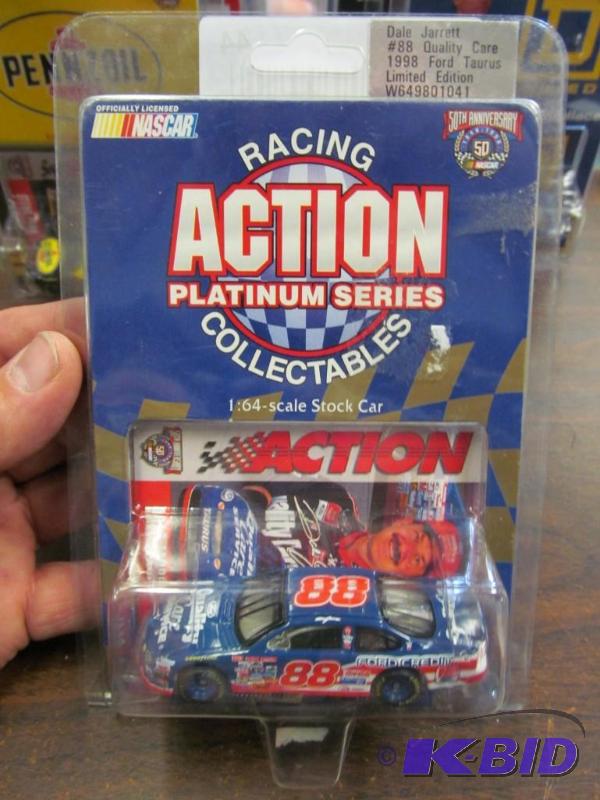 Dale Jarrett
#88 Quality Care
1998 Ford Taurus
Limited Edition
W649801041
PENNZOIL
OFFICIALLY LICENSED
NASCAR
50TH ANNIVERSARY
50
NASCAR
RACING
ACTION
PLATINUM SERIES
COLLECTABLES
1:64-scale Stock Car
ACTION
TAURUS
88
FORD CREDIT
88
© K-BID